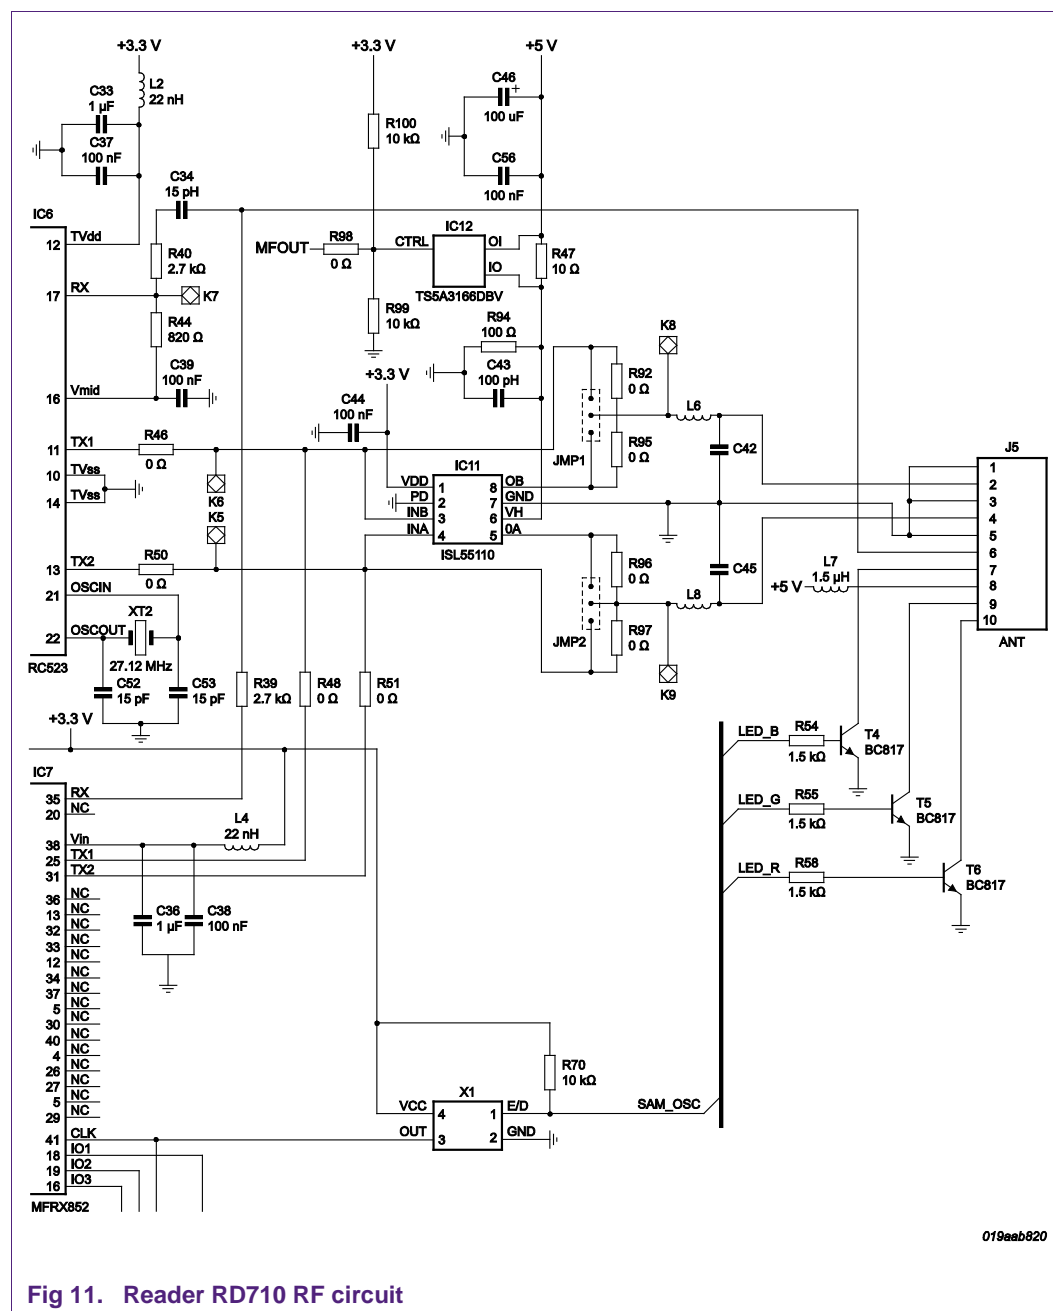 +3.3 V
+3.3 V
+5 V
L2
22 nH
C33
1 µF
C37
100 nF
C46
+
100 uF
R100
10 kΩ
C56
100 nF
C34
15 pH
IC6
12
TVdd
R40
2.7 kΩ
MFOUT
R98
0 Ω
CTRL
IC12
OI
IO
TS5A3166DBV
R47
10 Ω
17
RX
K7
R44
820 Ω
R99
10 kΩ
R94
100 Ω
C43
100 pH
K8
16
Vmid
C39
100 nF
+3.3 V
C44
100 nF
R92
0 Ω
L6
11
TX1
R46
0 Ω
JMP1
R95
0 Ω
C42
J5
10
TVss
14
TVss
K6
K5
IC11
VDD
1
8
OB
PD
2
7
GND
INB
3
6
VH
INA
4
5
0A
ISL55110
1
2
3
4
5
6
7
8
9
10
ANT
13
TX2
R50
0 Ω
R96
0 Ω
C45
L7
1.5 µH
+5 V
21
OSCIN
L8
22
OSCOUT
XT2
27.12 MHz
JMP2
R97
0 Ω
RC523
C52
15 pF
C53
15 pF
R39
2.7 kΩ
R48
0 Ω
R51
0 Ω
K9
+3.3 V
LED_B
R54
1.5 kΩ
T4
BC817
IC7
35
RX
20
NC
LED_G
R55
1.5 kΩ
T5
BC817
38
Vin
L4
22 nH
25
TX1
31
TX2
LED_R
R58
1.5 kΩ
T6
BC817
36
NC
13
NC
32
NC
33
NC
12
NC
34
NC
37
NC
5
NC
30
NC
40
NC
4
NC
26
NC
27
NC
5
NC
29
NC
C36
1 µF
C38
100 nF
R70
10 kΩ
X1
VCC
4
1
E/D
OUT
3
2
GND
SAM_OSC
41
CLK
18
IO1
19
IO2
16
IO3
MFRX852
019aab820
Fig 11. Reader RD710 RF circuit